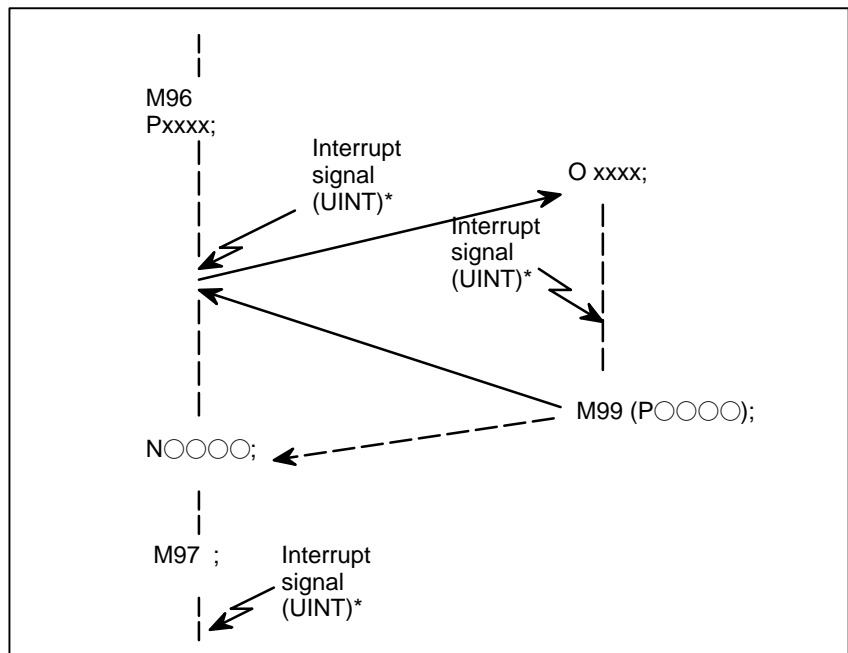 M96
Pxxxx;
Interrupt
signal
(UINT)*
O xxxx;
Interrupt
signal
(UINT)*
M99 (P○○○○);
N○○○○;
M97 ;
Interrupt
signal
(UINT)*